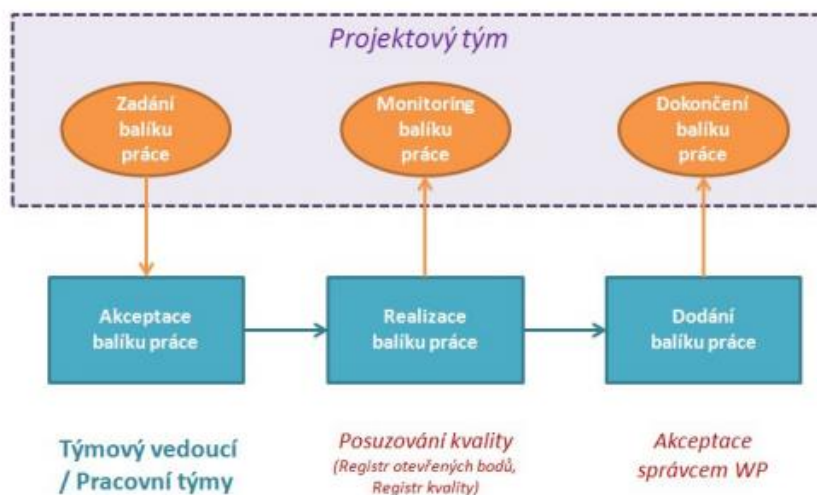 Projektový tým
Zadání
balíku
práce
Monitoring
balíku
práce
Dokončení
balíku
práce
Akceptace
balíku práce
Realizace
balíku práce
Dodání
balíku práce
Týmový vedoucí
/ Pracovní týmy
Posuzování kvality
(Registr otevřených bodů,
Registr kvality)
Akceptace
správcem WP